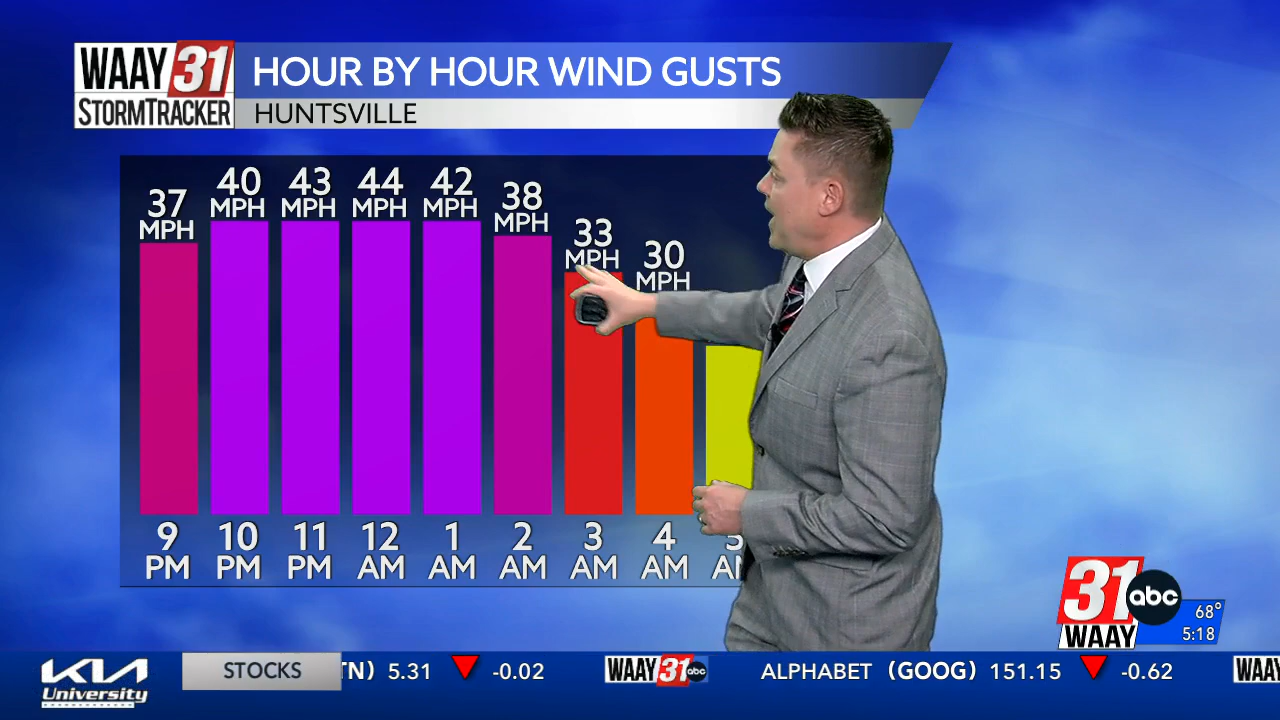 WAAY 31
STORMTRACKER
HOUR BY HOUR WIND GUSTS
HUNTSVILLE
37 MPH
40 MPH
43 MPH
44 MPH
42 MPH
38 MPH
33 MPH
30 MPH
9 PM
10 PM
11 PM
12 AM
1 AM
2 AM
3 AM
4 AM
31
abc
WAAY
68°
5:18
KIA
University
STOCKS
TN) 5.31 -0.02 WAAY 31 abc ALPHABET (GOOG) 151.15 -0.62 WAAY